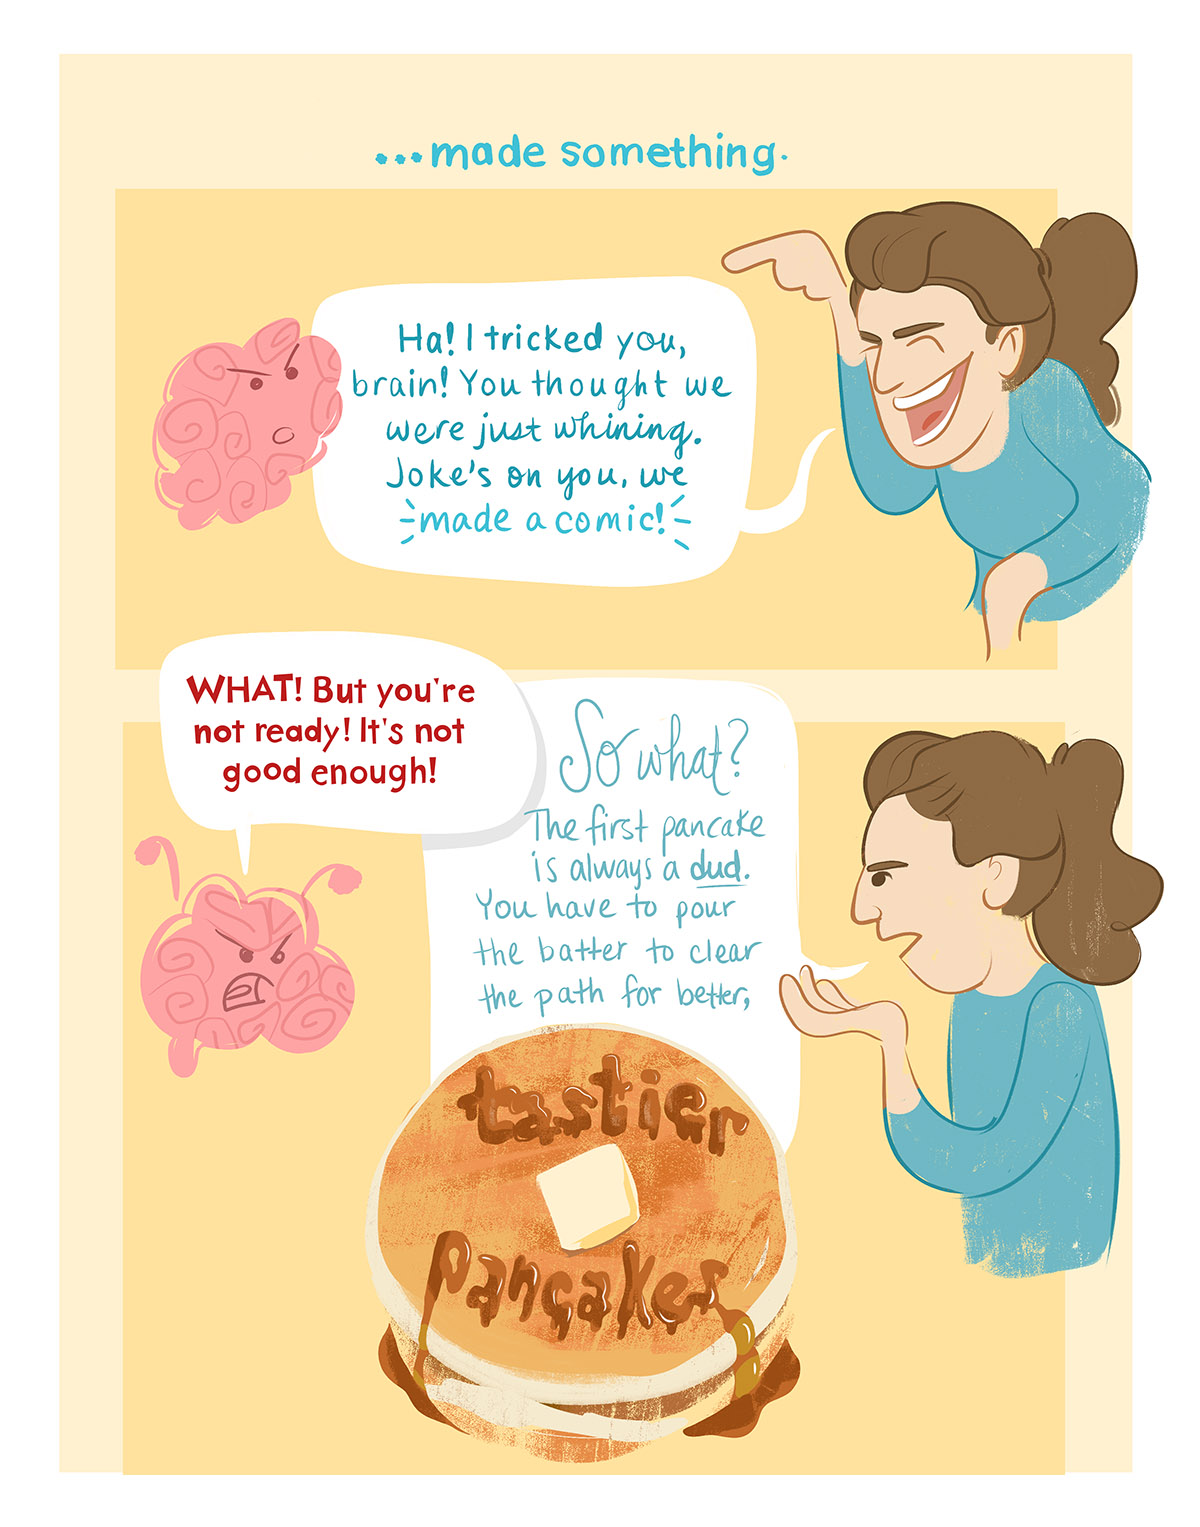 ...made something.
Ha! I tricked you,
brain! You thought we
were just whining.
Joke's on you, we
made a comic!
WHAT! But you're
not ready! It's not
good enough!
So what?
The first pancake
is always a dud.
You have to pour
the batter to clear
the path for better,
tastier
pancakes